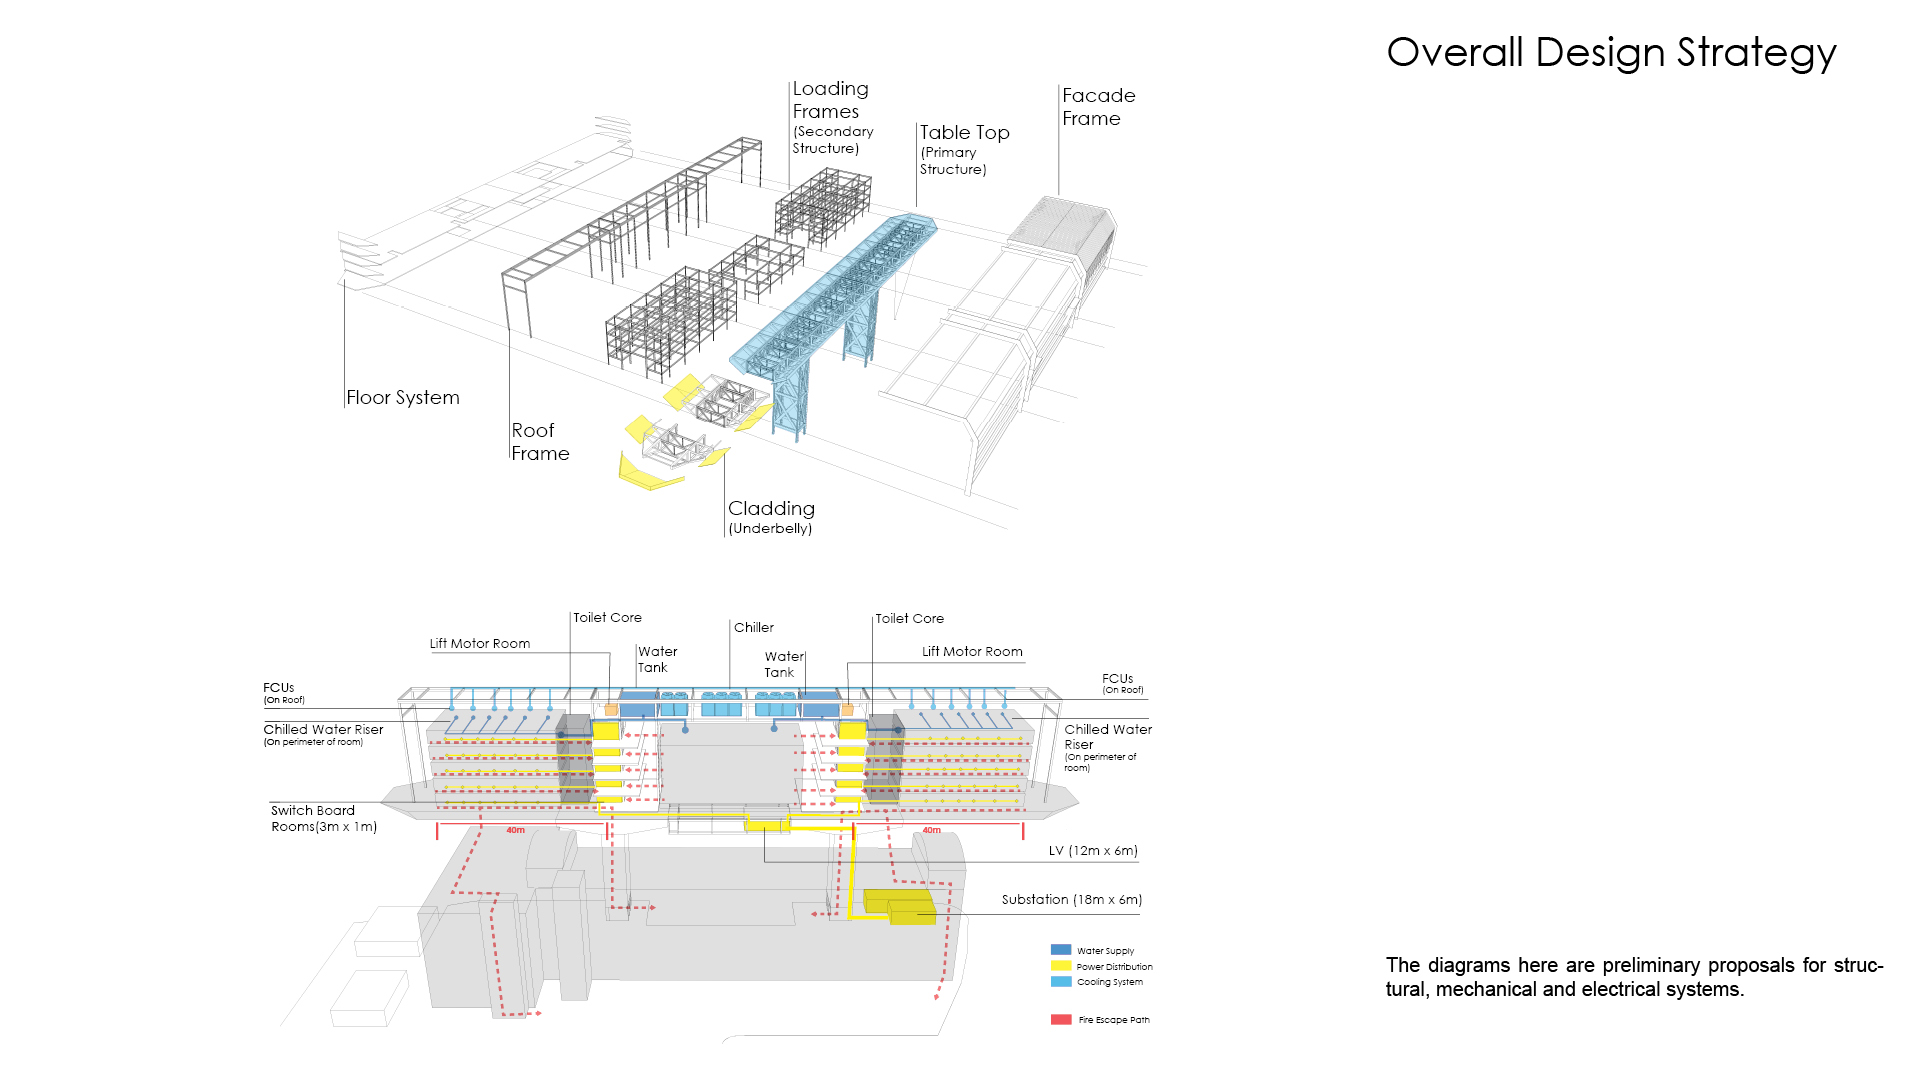 Overall Design Strategy
Loading
Frames
(Secondary
Structure)
Table Top
(Primary
Structure)
Facade
Frame
Floor System
Roof
Frame
Cladding
(Underbelly)
Toilet Core
Chiller
Toilet Core
Lift Motor Room
Water
Tank
Water
Tank
Lift Motor Room
FCUs
(On Roof)
FCUs
(On Roof)
Chilled Water Riser
(On perimeter of room)
Chilled Water
Riser
(On perimeter of
room)
Switch Board
Rooms(3m x 1m)
40m
40m
LV (12m x 6m)
Substation (18m x 6m)
Water Supply
Power Distribution
Cooling System
Fire Escape Path
The diagrams here are preliminary proposals for struc-
tural, mechanical and electrical systems.